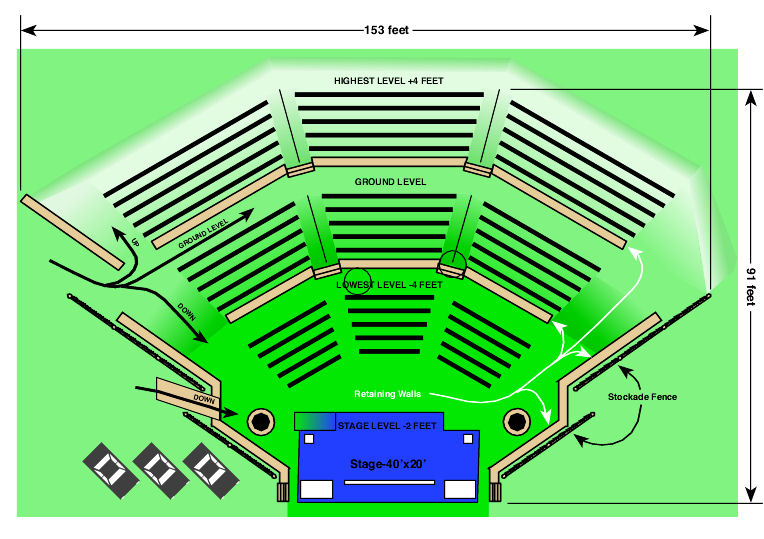 153 feet
HIGHEST LEVEL +4 FEET
GROUND LEVEL
UP
GROUND LEVEL
91 feet
LOWEST LEVEL -4 FEET
DOWN
Retaining Walls
DOWN
Stockade Fence
STAGE LEVEL -2 FEET
Stage-40'x20'